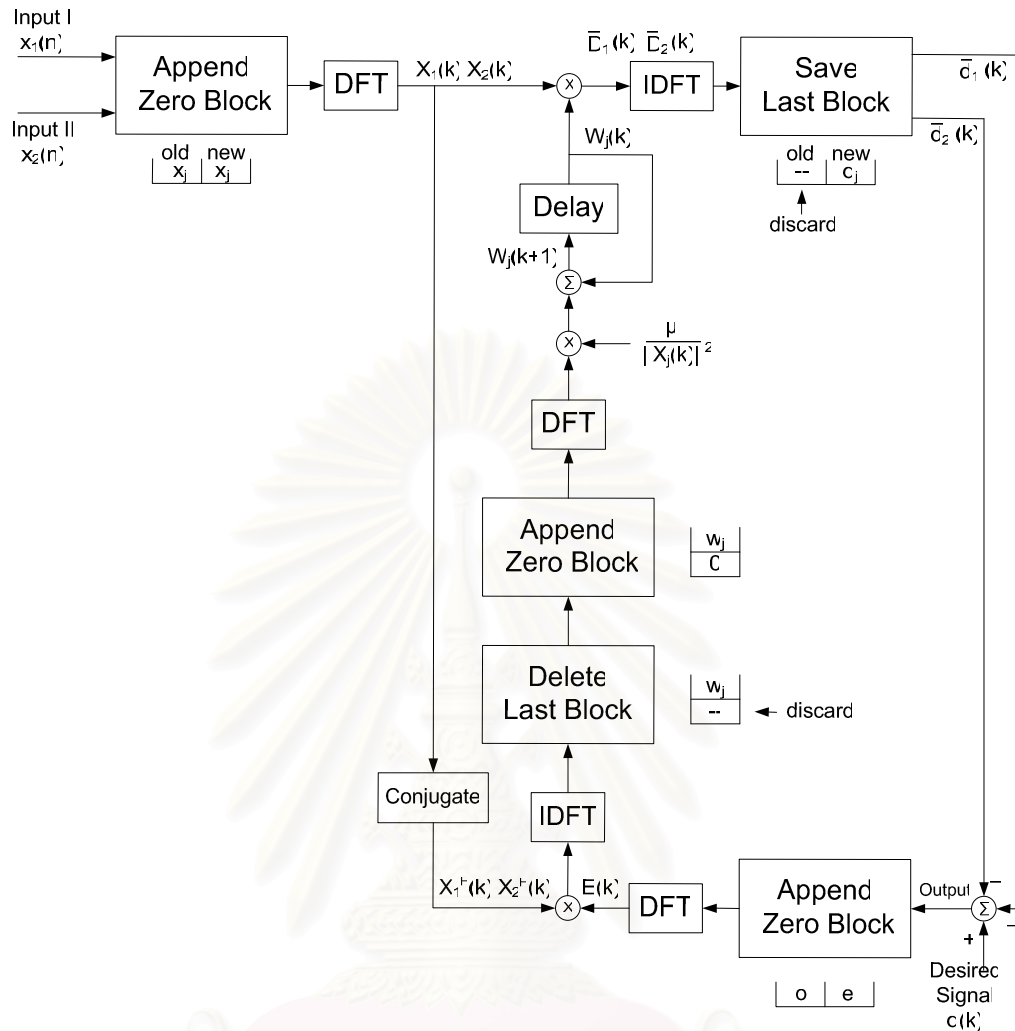 Input I
x₁(n)
Input II
x₂(n)
Append
Zero Block
old new
xⱼ xⱼ
DFT
X₁(k) X₂(k)
X
D̄₁(k) D̄₂(k)
IDFT
Save
Last Block
d̄₁(k)
d̄₂(k)
old new
-- dⱼ
discard
Wⱼ(k)
Delay
Wⱼ(k+1)
Σ
X
μ
|Xⱼ(k)|²
DFT
Append
Zero Block
wⱼ
0
Delete
Last Block
wⱼ
--
discard
Conjugate
IDFT
X₁ᴴ(k) X₂ᴴ(k)
X
E(k)
DFT
Append
Zero Block
o e
Output
Σ
−
−
+
Desired
Signal
d(k)